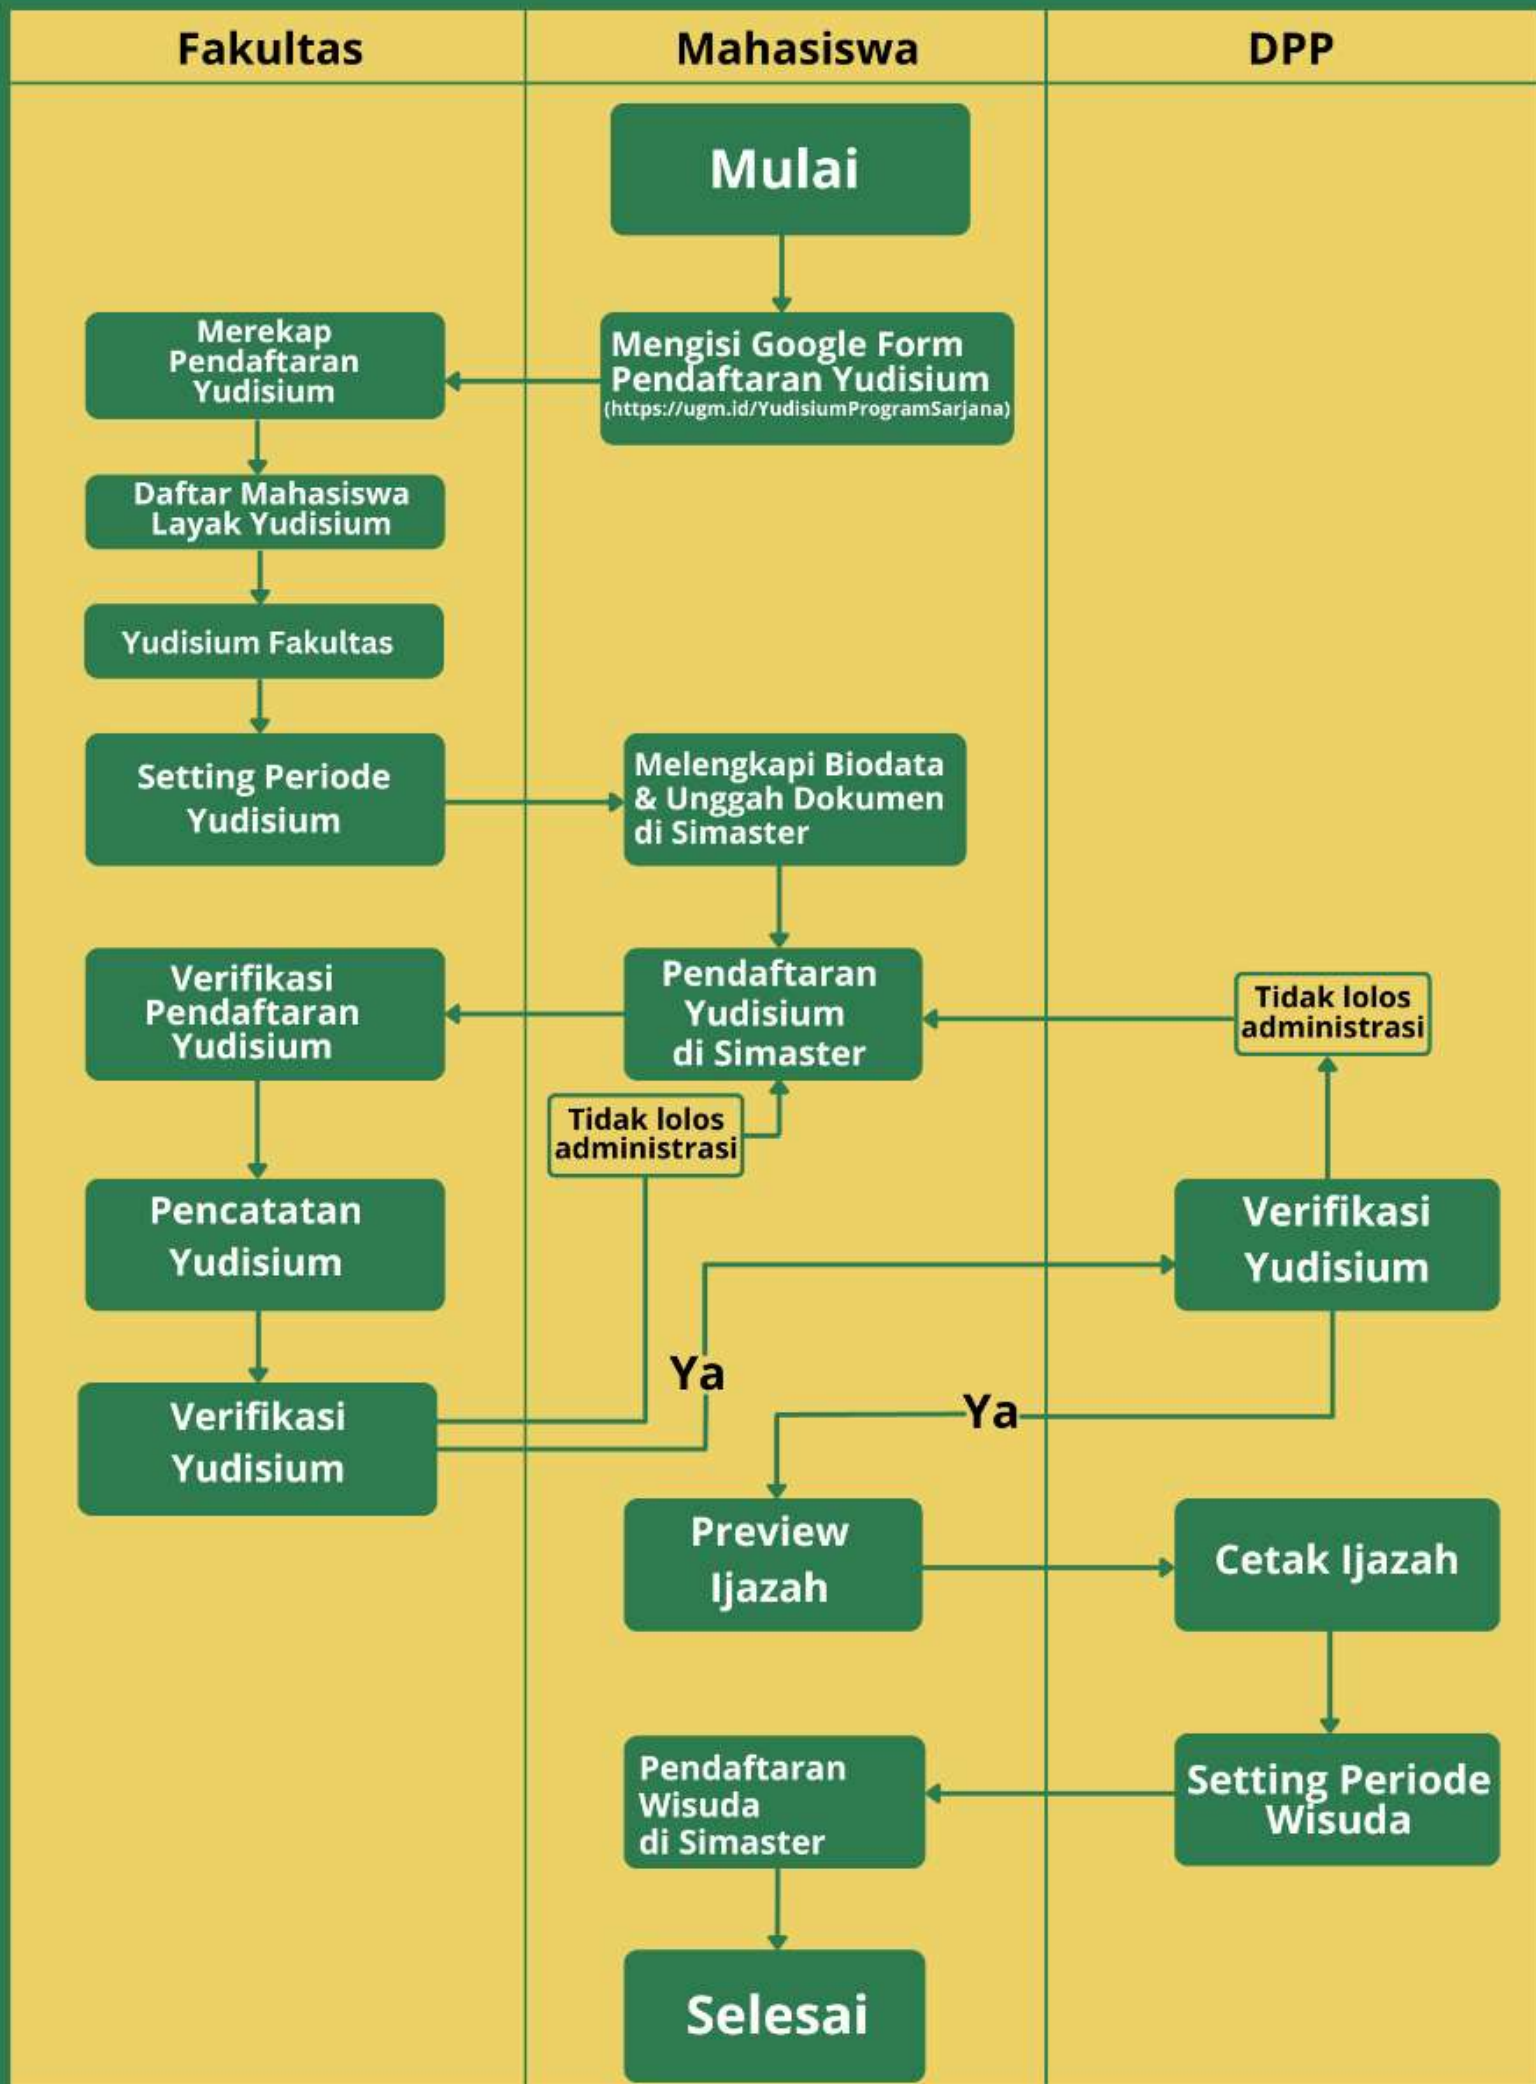 Fakultas
Mahasiswa
DPP
Mulai
Merekap
Pendaftaran
Yudisium
Mengisi Google Form
Pendaftaran Yudisium
(https://ugm.id/YudisiumProgramSarjana)
Daftar Mahasiswa
Layak Yudisium
Yudisium Fakultas
Setting Periode
Yudisium
Melengkapi Biodata
& Unggah Dokumen
di Simaster
Verifikasi
Pendaftaran
Yudisium
Pendaftaran
Yudisium
di Simaster
Tidak lolos
administrasi
Tidak lolos
administrasi
Pencatatan
Yudisium
Verifikasi
Yudisium
Ya
Ya
Verifikasi
Yudisium
Preview
Ijazah
Cetak Ijazah
Pendaftaran
Wisuda
di Simaster
Setting Periode
Wisuda
Selesai